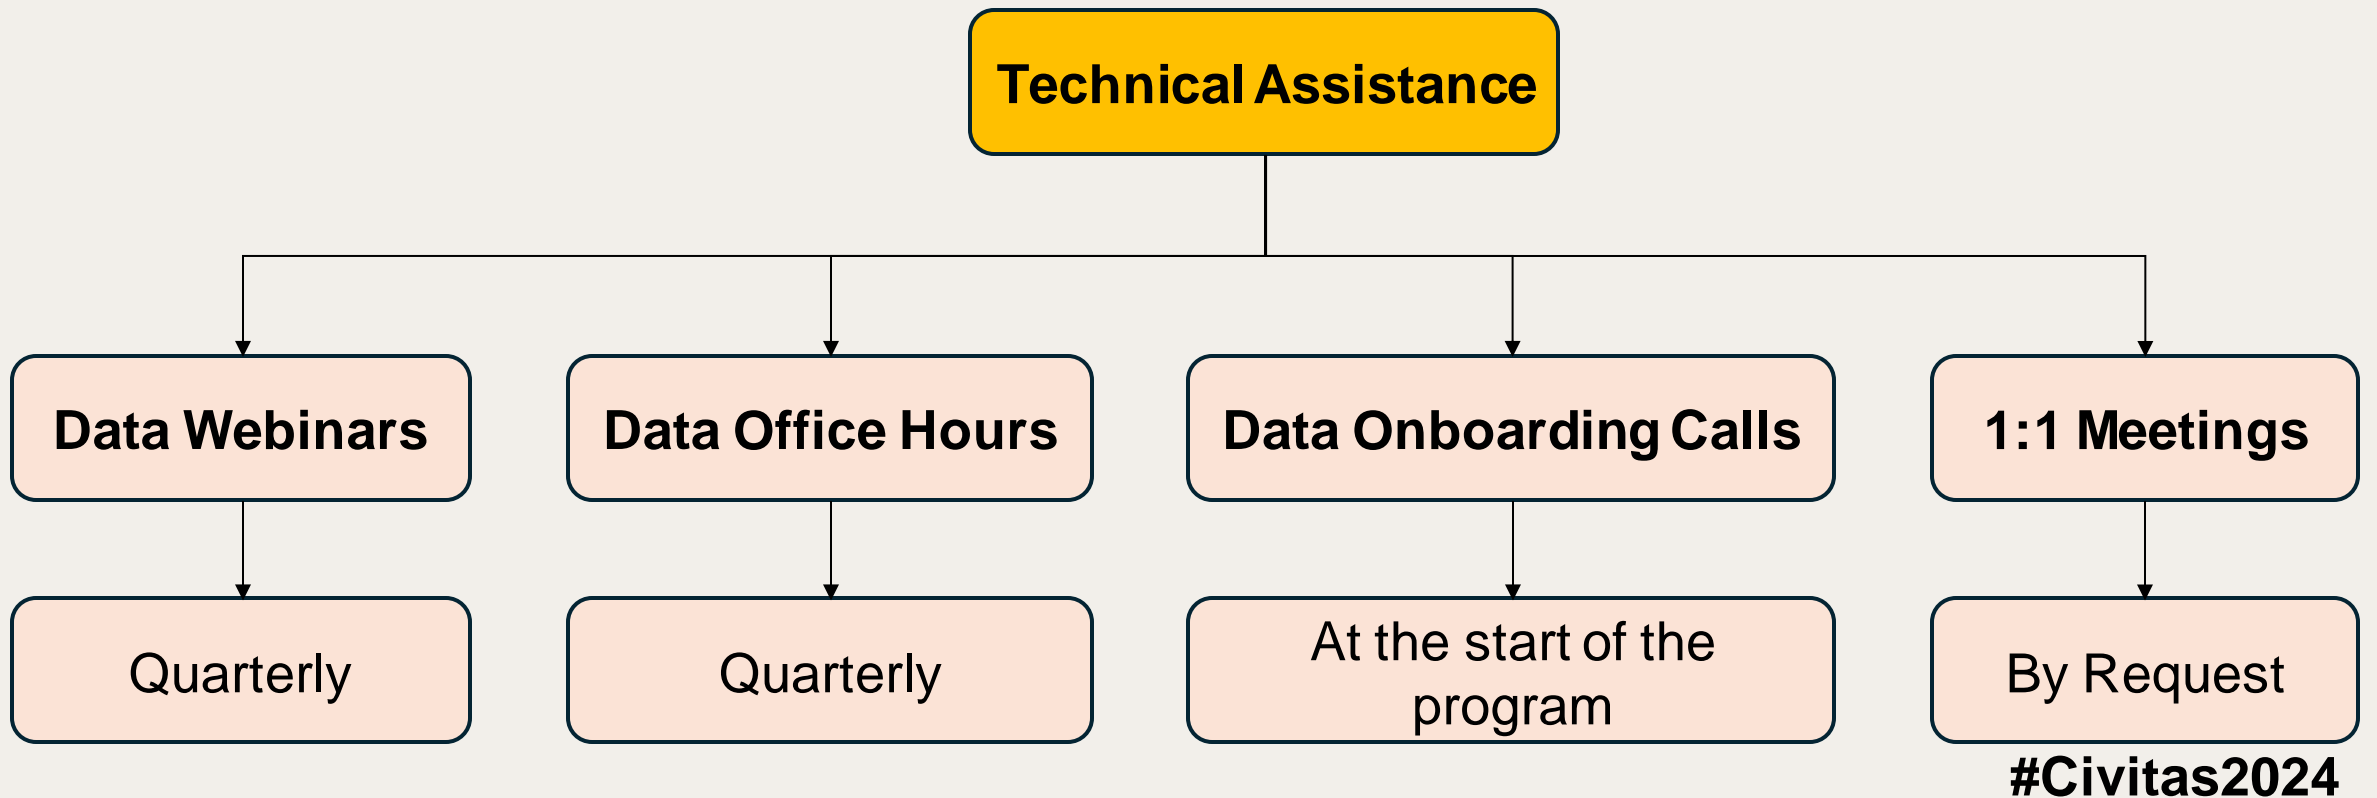 Technical Assistance
Data Webinars
Data Office Hours
Data Onboarding Calls
1:1 Meetings
Quarterly
Quarterly
At the start of the
program
By Request
#Civitas2024